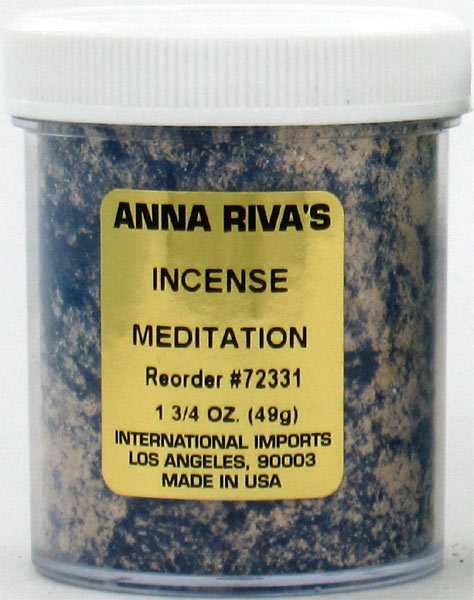 ANNA RIVA'S
INCENSE
MEDITATION
Reorder #72331
1 3/4 OZ. (49g)
INTERNATIONAL IMPORTS
LOS ANGELES, 90003
MADE IN USA